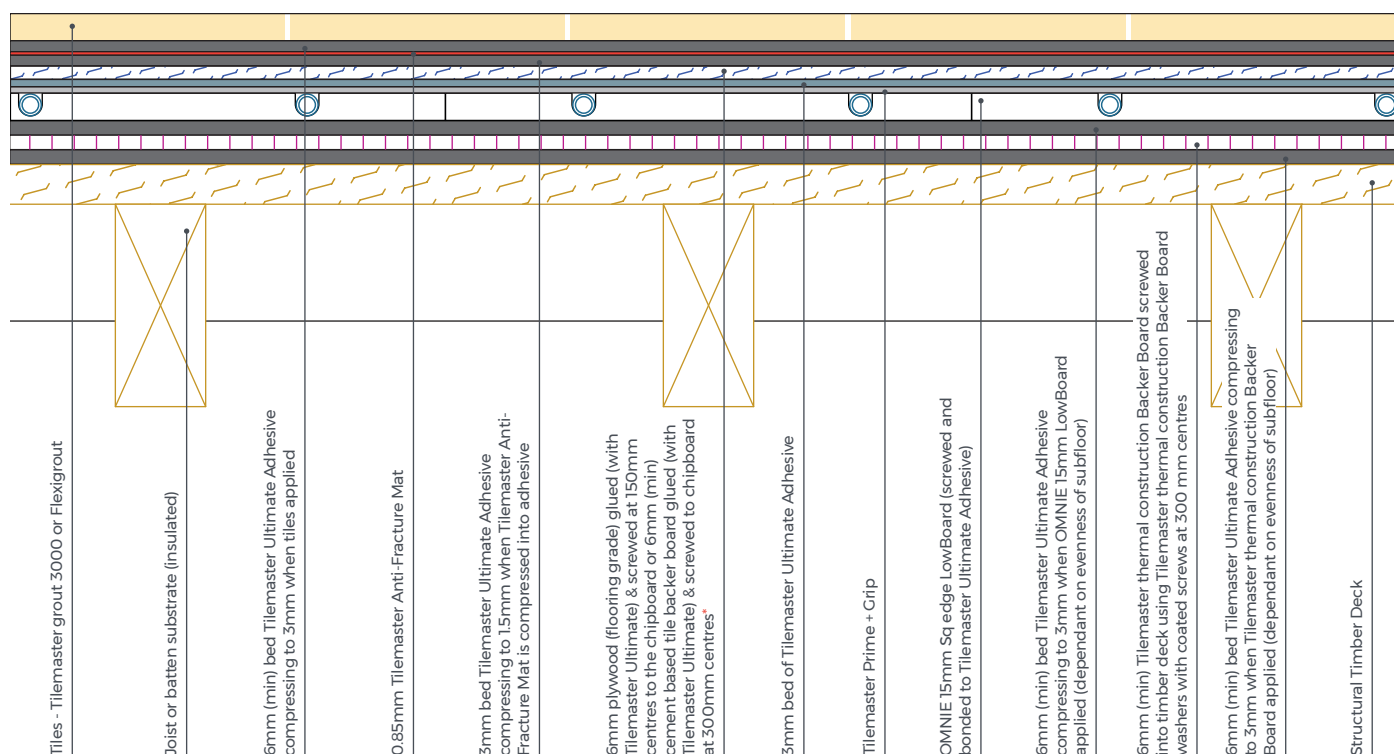 Tiles - Tilemaster grout 3000 or Flexigrout
Joist or batten substrate (insulated)
6mm (min) bed Tilemaster Ultimate Adhesive
compressing to 3mm when tiles applied
0.85mm Tilemaster Anti-Fracture Mat
3mm bed Tilemaster Ultimate Adhesive
compressing to 1.5mm when Tilemaster Anti-
Fracture Mat is compressed into adhesive
6mm plywood (flooring grade) glued (with
Tilemaster Ultimate) & screwed at 150mm
centres to the chipboard or 6mm (min)
cement based tile backer board glued (with
Tilemaster Ultimate) & screwed to chipboard
at 300mm centres*
3mm bed of Tilemaster Ultimate Adhesive
Tilemaster Prime + Grip
OMNIE 15mm Sq edge LowBoard (screwed and
bonded to Tilemaster Ultimate Adhesive)
6mm (min) bed Tilemaster Ultimate Adhesive
compressing to 3mm when OMNIE 15mm LowBoard
applied (dependant on evenness of subfloor)
6mm (min) Tilemaster thermal construction Backer Board screwed
into timber deck using Tilemaster thermal construction Backer Board
washers with coated screws at 300 mm centres
6mm (min) bed Tilemaster Ultimate Adhesive compressing
to 3mm when Tilemaster thermal construction Backer
Board applied (dependant on evenness of subfloor)
Structural Timber Deck